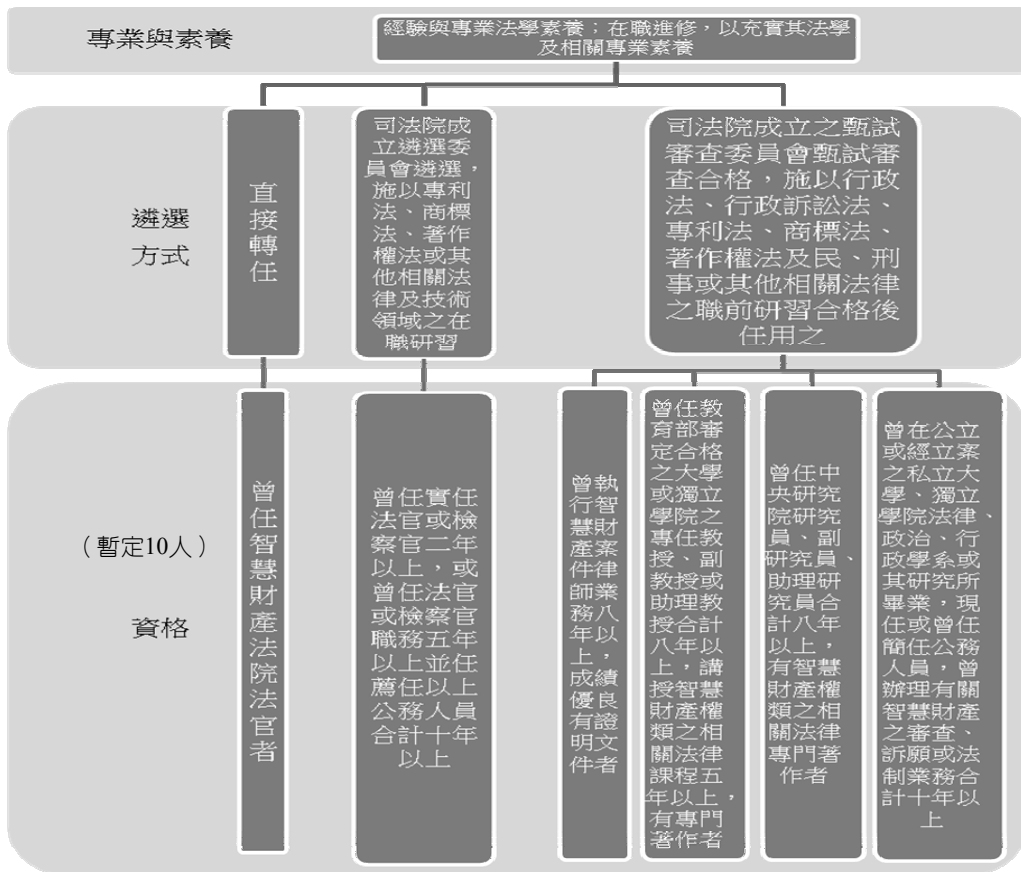 專業與素養
經驗與專業法學素養；在職進修，以充實其法學
及相關專業素養
遴選
方式
直
接
轉
任
司法院成
立遴選委
員會遴選，
施以專利
法、商標
法、著作
權法或其
他相關法
律及技術
領域之在
職研習
司法院成立之甄試
審查委員會甄試審
查合格，施以行政
法、行政訴訟法、
專利法、商標法、
著作權法及民、刑
事或其他相關法律
之職前研習合格後
任用之
（暫定10人）
資格
曾
任
智
慧
財
產
法
院
法
官
者
曾任實任
法官或檢
察官二年
以上，或
曾任法官
或檢察官
職務五年
以上並任
薦任以上
公務人員
合計十年
以上
曾執
行智
慧財
產案
件律
師業
務八
年以
上，
成績
優良
有證
明文
件者
曾任教
育部審
定合格
之大學
或獨立
學院之
專任教
授、副
教授或
助理教
授合計
八年以
上，講
授智慧
財產權
類之相
關法律
課程五
年以上，
有專門
著作者
曾任中
央研究
院研究
員、副
研究員、
助理研
究員合
計八年
以上，
有智慧
財產權
類之相
關法律
專門著
作者
曾在公立
或經立案
之私立大
學、獨立
學院法律、
政治、行
政學系或
其研究所
畢業，現
任或曾任
簡任公務
人員，曾
辦理有關
智慧財產
之審查、
訴願或法
制業務合
計十年以
上